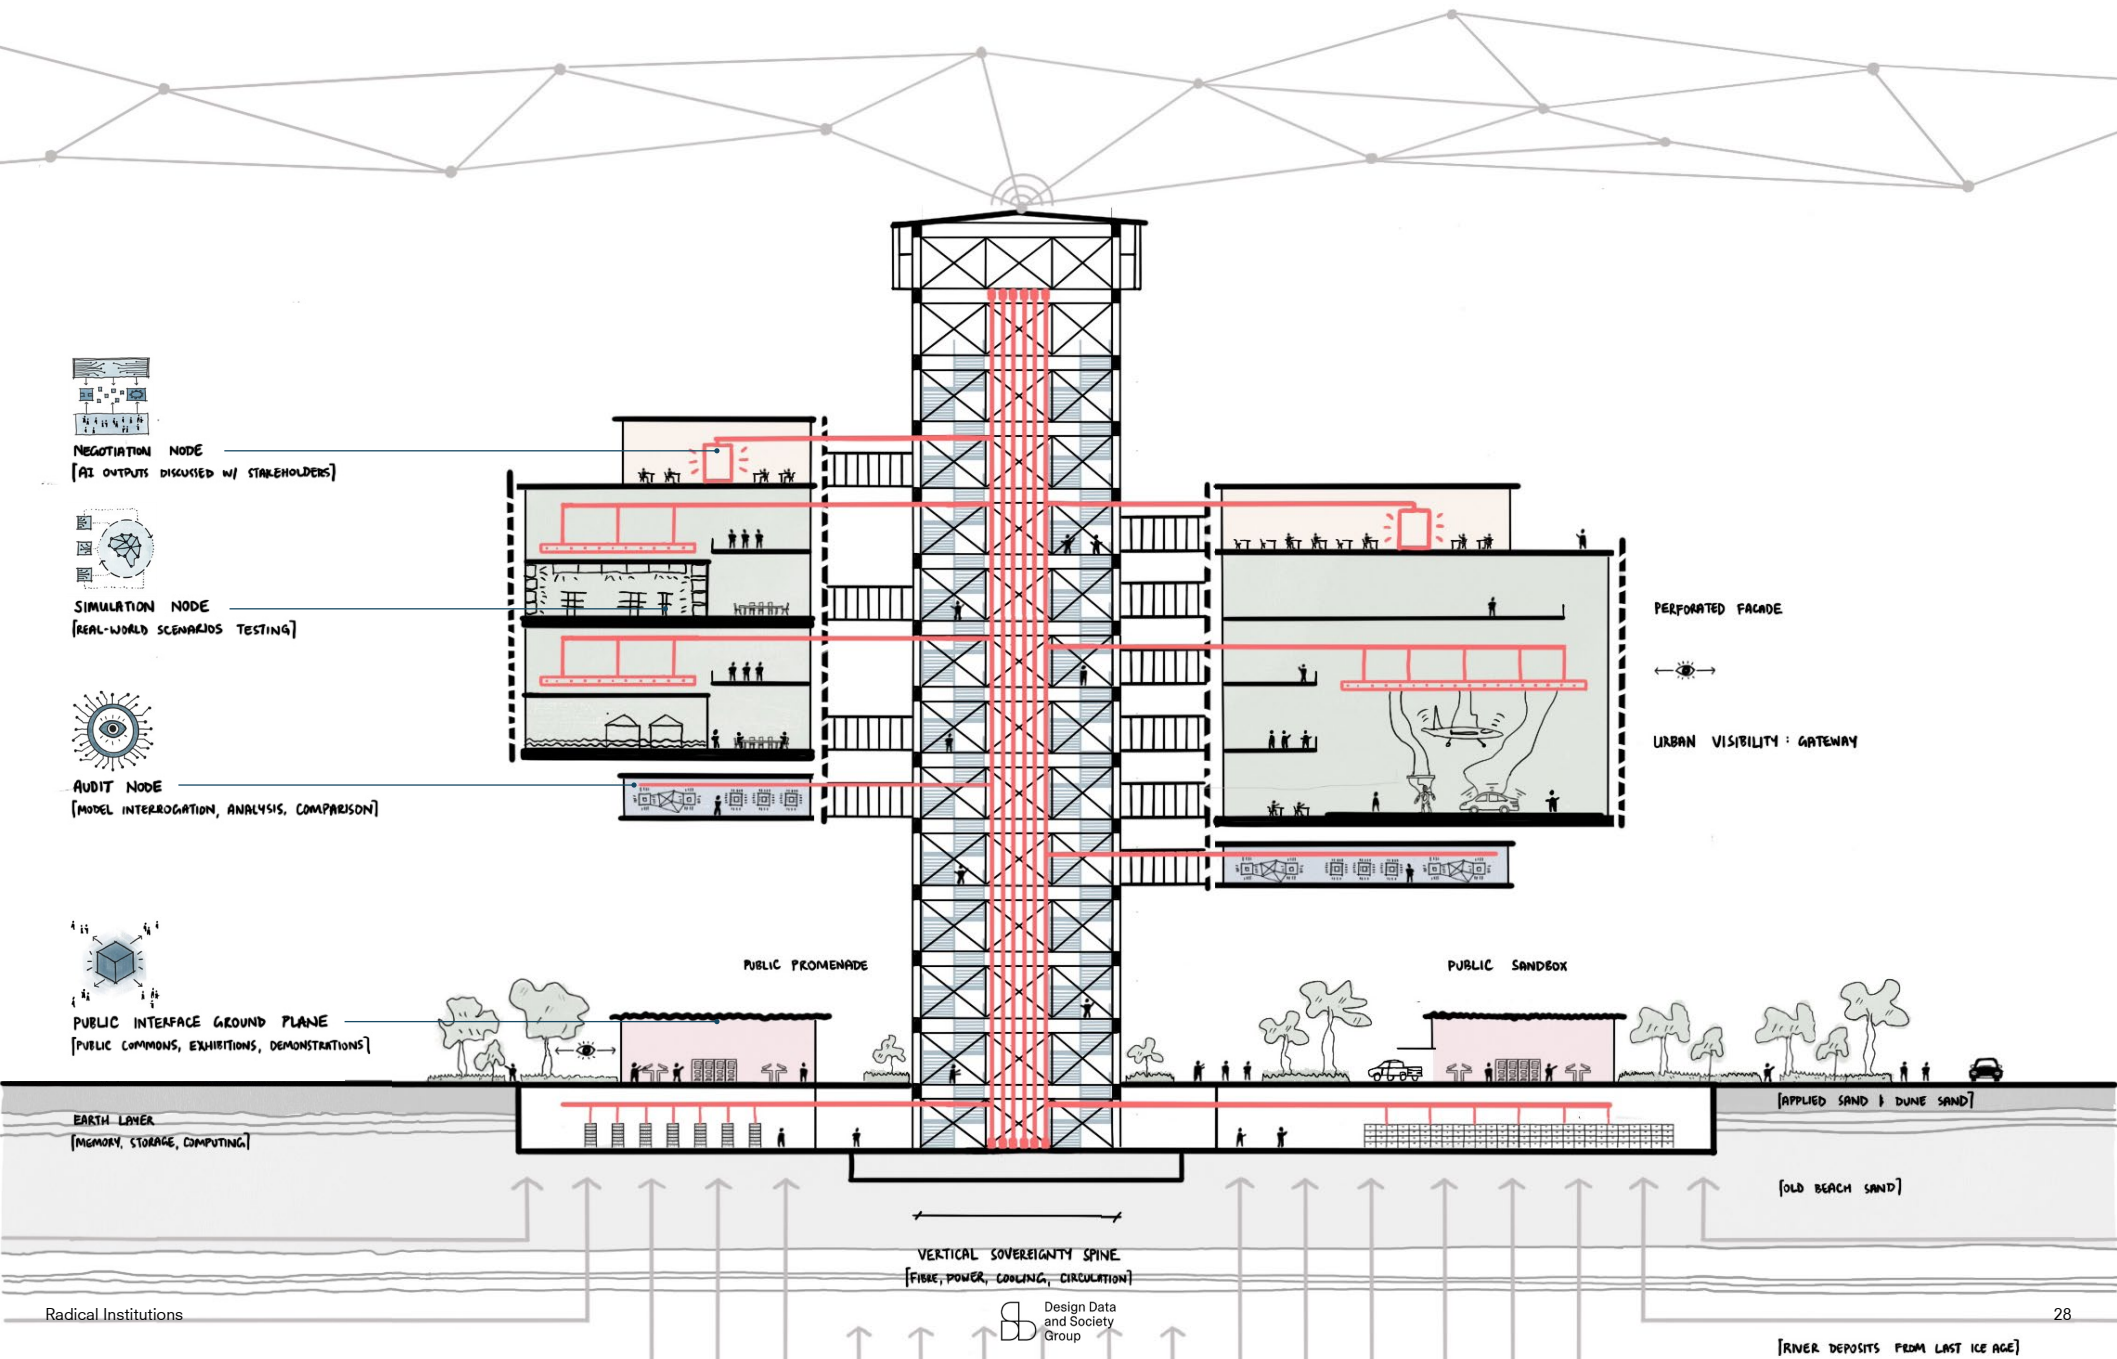 NEGOTIATION NODE
[AI OUTPUTS DISCUSSED W/ STAKEHOLDERS]
SIMULATION NODE
[REAL-WORLD SCENARIOS TESTING]
AUDIT NODE
[MODEL INTERROGATION, ANALYSIS, COMPARISON]
PUBLIC INTERFACE GROUND PLANE
[PUBLIC COMMONS, EXHIBITIONS, DEMONSTRATIONS]
EARTH LAYER
[MEMORY, STORAGE, COMPUTING]
PUBLIC PROMENADE
PUBLIC SANDBOX
PERFORATED FACADE
URBAN VISIBILITY : GATEWAY
[APPLIED SAND & DUNE SAND]
[OLD BEACH SAND]
[RIVER DEPOSITS FROM LAST ICE AGE]
VERTICAL SOVEREIGNTY SPINE
[FIBRE, POWER, COOLING, CIRCULATION]
Radical Institutions
Design Data
and Society
Group
28